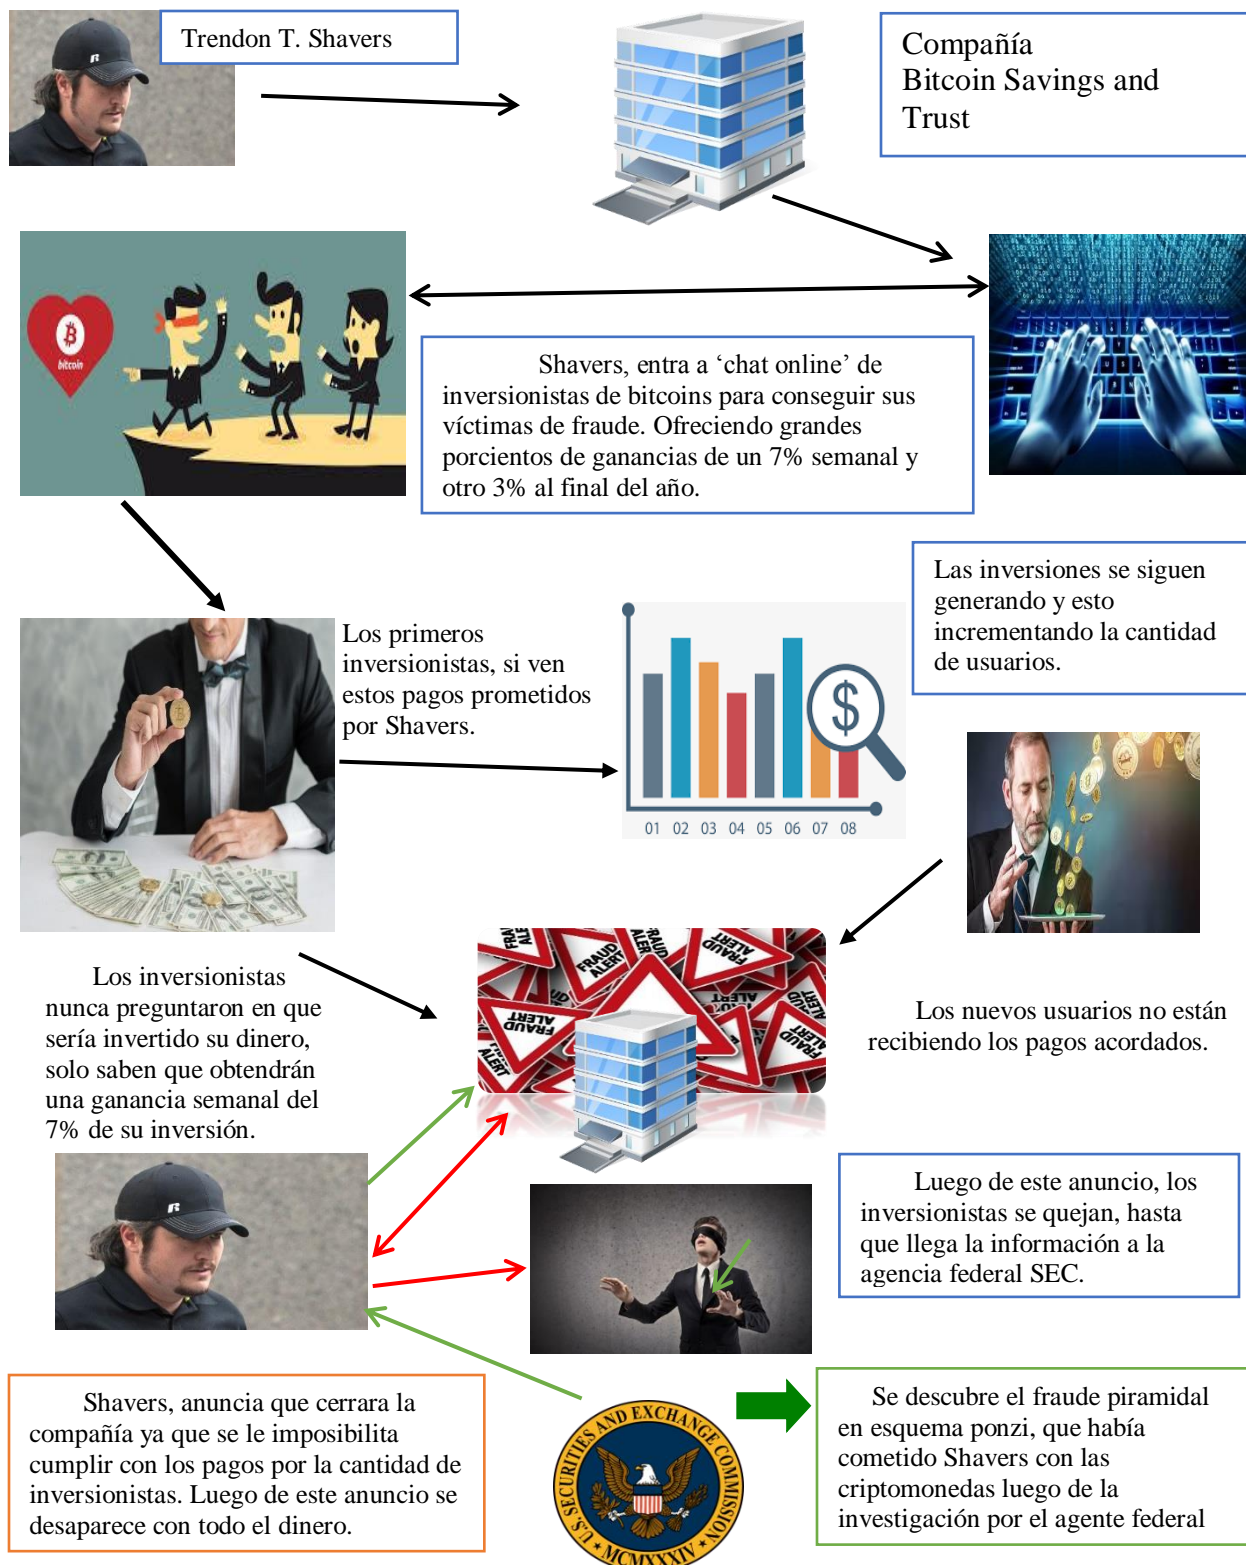 Trendon T. Shavers
Compañía
Bitcoin Savings and
Trust
bitcoin
Shavers, entra a ‘chat online’ de
inversionistas de bitcoins para conseguir sus
víctimas de fraude. Ofreciendo grandes
porcientos de ganancias de un 7% semanal y
otro 3% al final del año.
Las inversiones se siguen
generando y esto
incrementando la cantidad
de usuarios.
Los primeros
inversionistas, si ven
estos pagos prometidos
por Shavers.
$
01 02 03 04 05 06 07 08
FRAUD ALERT
FRAUD ALERT
FRAUD ALERT
FRAUD ALERT
Los inversionistas
nunca preguntaron en que
sería invertido su dinero,
solo saben que obtendrán
una ganancia semanal del
7% de su inversión.
Los nuevos usuarios no están
recibiendo los pagos acordados.
R
Luego de este anuncio, los
inversionistas se quejan, hasta
que llega la información a la
agencia federal SEC.
Shavers, anuncia que cerrara la
compañía ya que se le imposibilita
cumplir con los pagos por la cantidad de
inversionistas. Luego de este anuncio se
desaparece con todo el dinero.
U.S. SECURITIES AND EXCHANGE COMMISSION
MCMXXXIV
Se descubre el fraude piramidal
en esquema ponzi, que había
cometido Shavers con las
criptomonedas luego de la
investigación por el agente federal